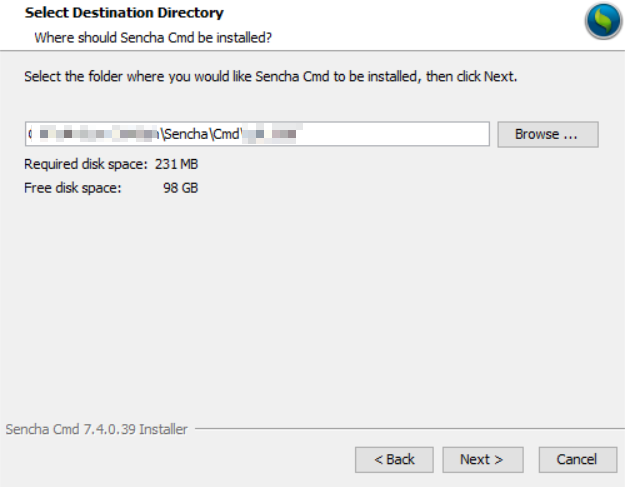 Select Destination Directory
Where should Sencha Cmd be installed?
Select the folder where you would like Sencha Cmd to be installed, then click Next.
\Sencha\Cmd\
Browse ...
Required disk space: 231 MB
Free disk space: 98 GB
Sencha Cmd 7.4.0.39 Installer
< Back Next > Cancel